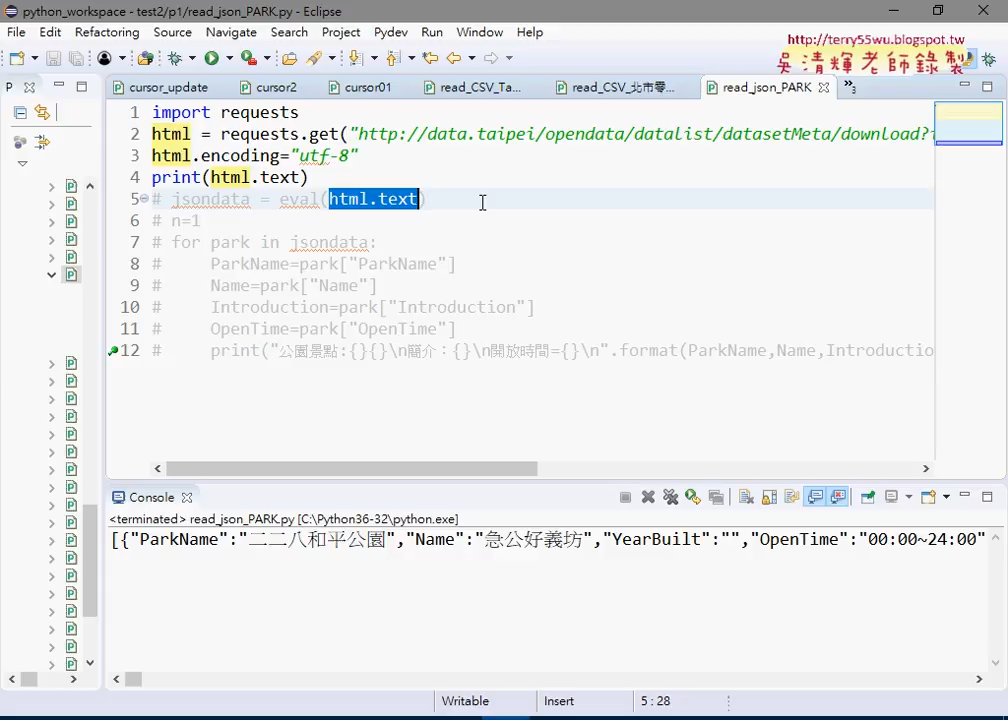 python_workspace - test2/p1/read_json_PARK.py - Eclipse
File Edit Refactoring Source Navigate Search Project Pydev Run Window Help
http://terry55wu.blogspot.tw
吳清輝老師錄製
P cursor_update cursor2 cursor01 read_CSV_Ta... read_CSV_北市零... read_json_PARK »3
1 import requests
2 html = requests.get("http://data.taipei/opendata/datalist/datasetMeta/download?
3 html.encoding="utf-8"
4 print(html.text)
5 # jsondata = eval(html.text)
6 # n=1
7 # for park in jsondata:
8 # ParkName=park["ParkName"]
9 # Name=park["Name"]
10 # Introduction=park["Introduction"]
11 # OpenTime=park["OpenTime"]
12 # print("公園景點:{}{}\n簡介：{}\n開放時間={}\n".format(ParkName,Name,Introductio
Console
<terminated> read_json_PARK.py [C:\Python36-32\python.exe]
[{"ParkName":"二二八和平公園","Name":"急公好義坊","YearBuilt":"","OpenTime":"00:00~24:00"
Writable Insert 5 : 28